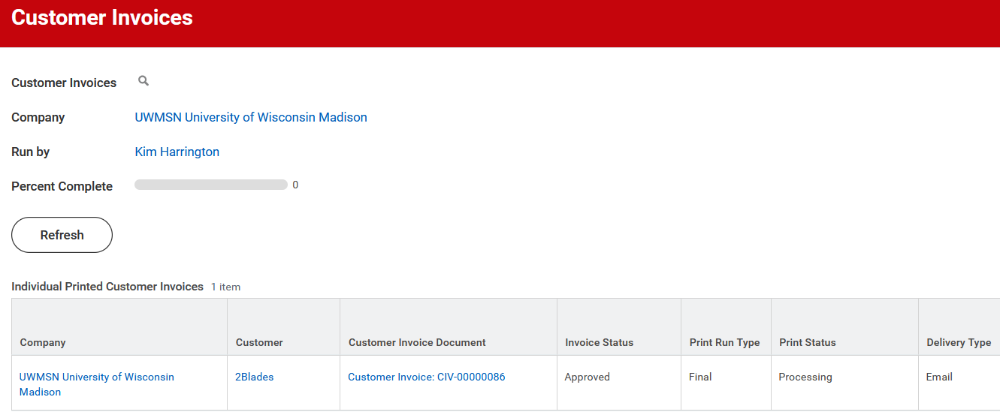 Customer Invoices
Customer Invoices
Company UWMSN University of Wisconsin Madison
Run by Kim Harrington
Percent Complete 0
Refresh
Individual Printed Customer Invoices 1 item
Company Customer Customer Invoice Document Invoice Status Print Run Type Print Status Delivery Type
UWMSN University of Wisconsin 2Blades Customer Invoice: CIV-00000086 Approved Final Processing Email
Madison